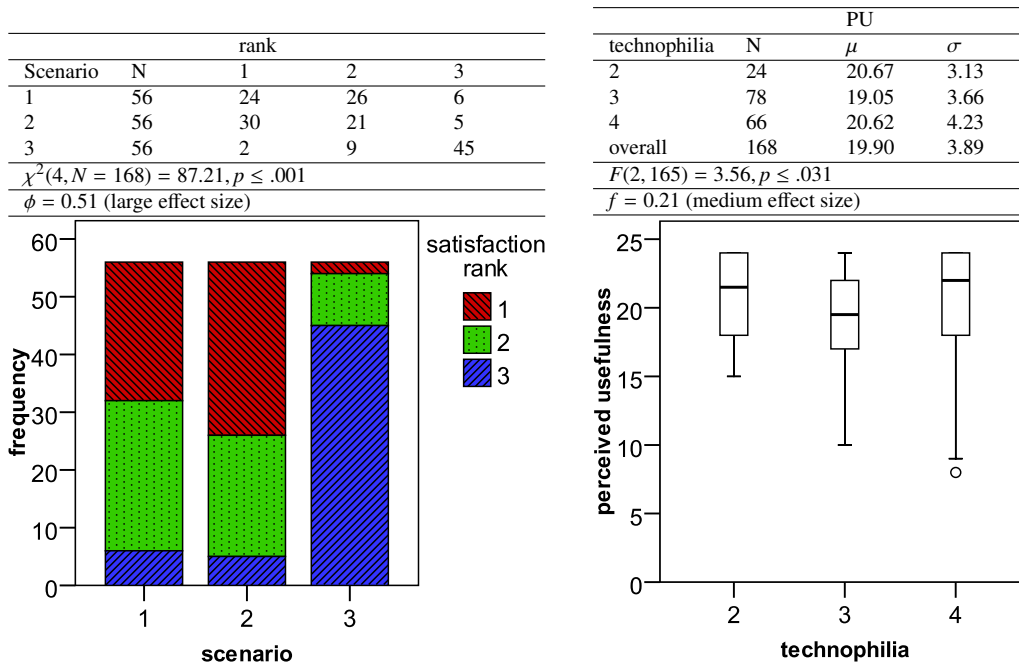 rank
Scenario N 1 2 3
1 56 24 26 6
2 56 30 21 5
3 56 2 9 45
χ²(4, N = 168) = 87.21, p ≤ .001
ϕ = 0.51 (large effect size)
60
50
40
30
20
10
0
frequency
1 2 3
scenario
satisfaction
rank
1
2
3
PU
technophilia N μ σ
2 24 20.67 3.13
3 78 19.05 3.66
4 66 20.62 4.23
overall 168 19.90 3.89
F(2, 165) = 3.56, p ≤ .031
f = 0.21 (medium effect size)
25
20
15
10
5
0
perceived usefulness
2 3 4
technophilia